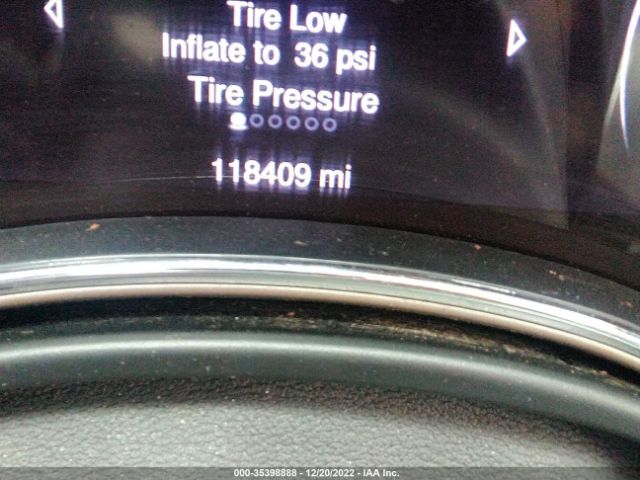 Tire Low
Inflate to 36 psi
Tire Pressure
118409 mi
000-35398888 - 12/20/2022 - IAA Inc.